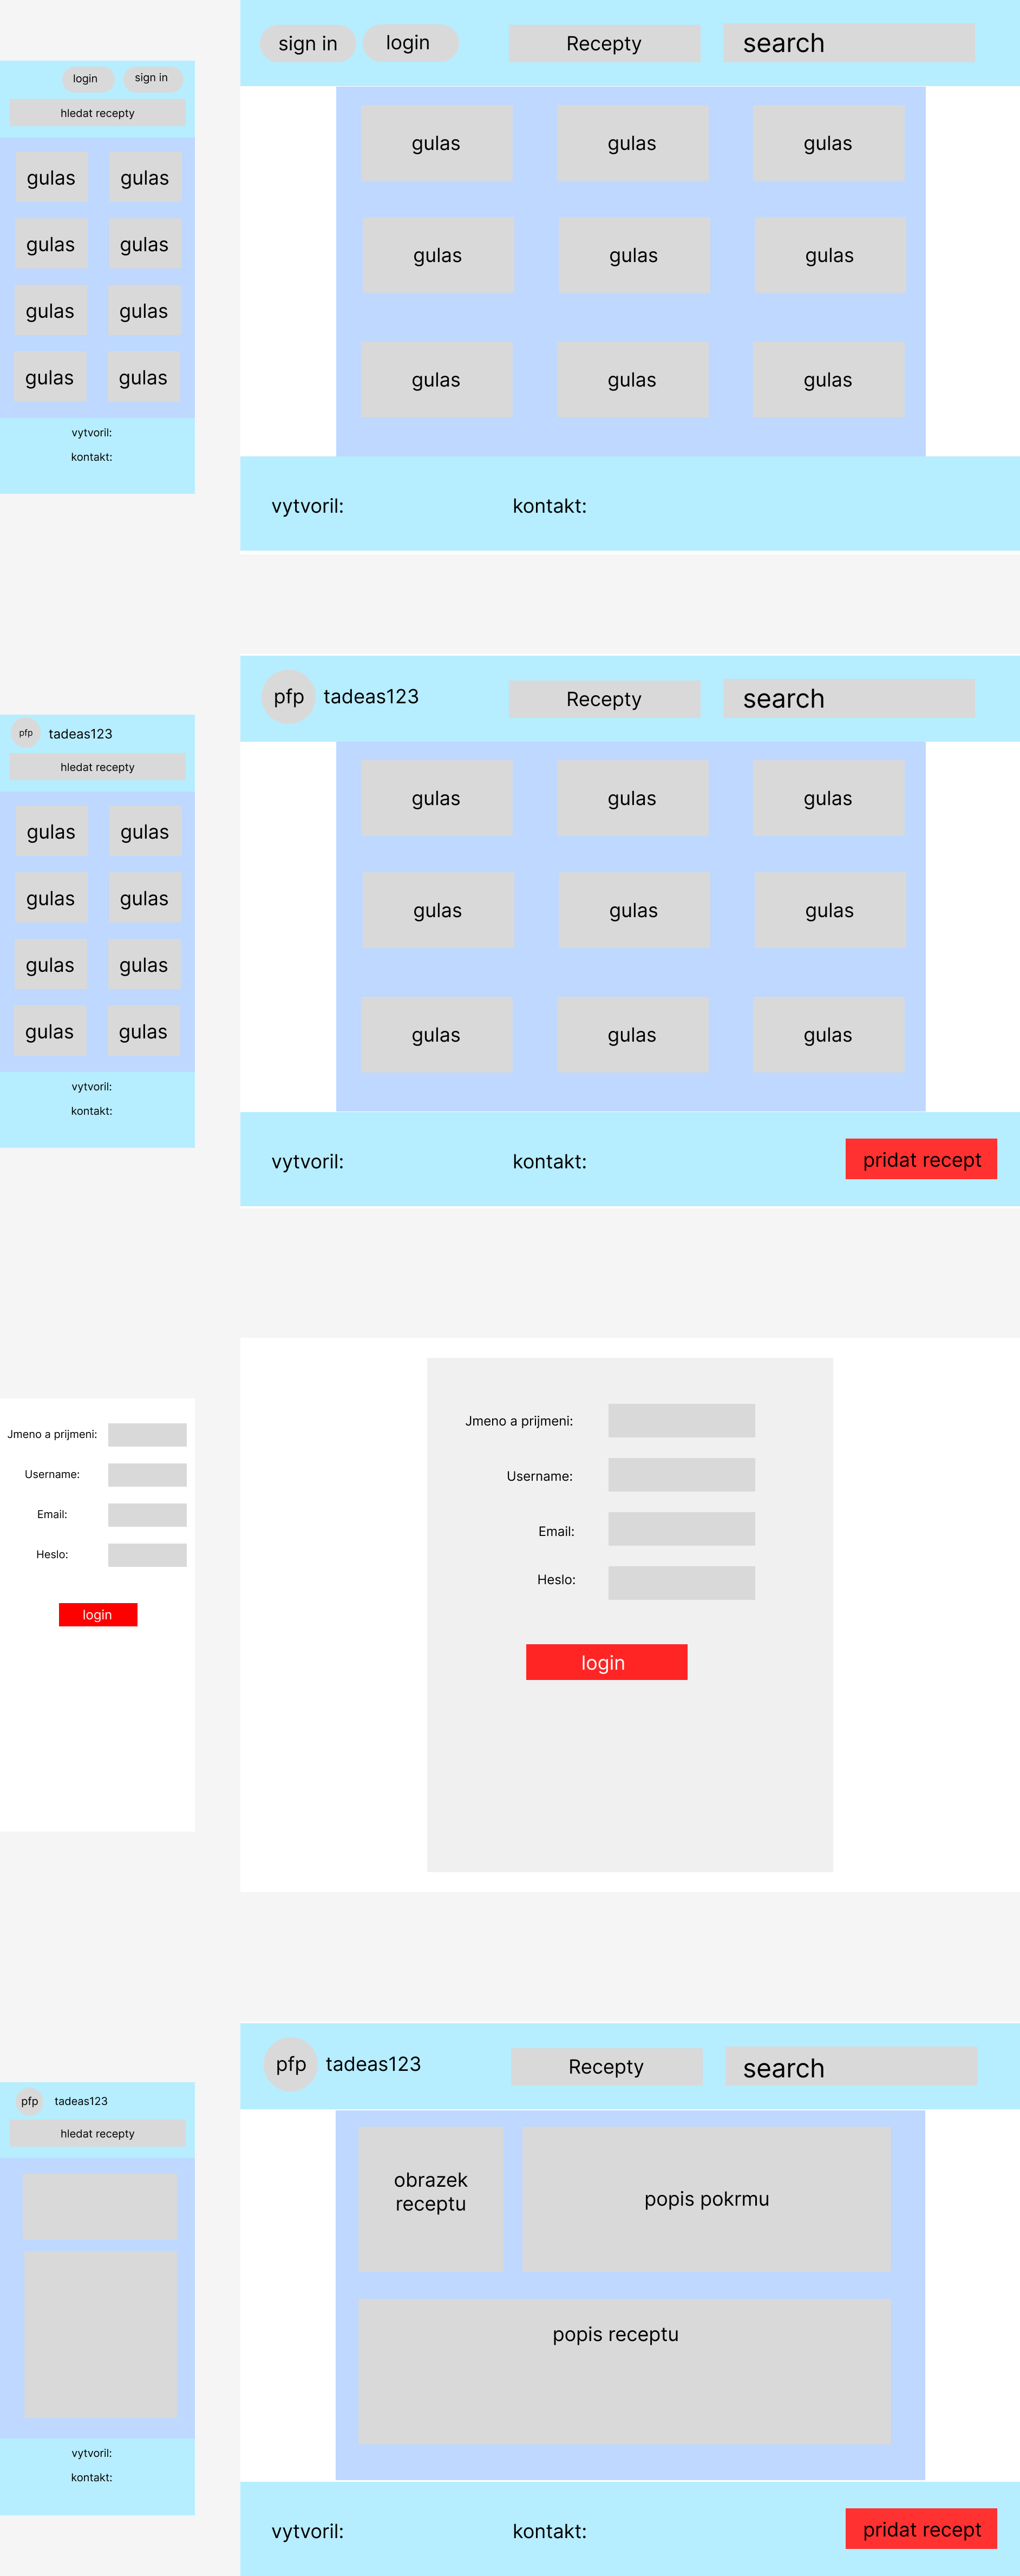 sign in
login
Recepty
search
login
sign in
hledat recepty
gulas
gulas
gulas
gulas
gulas
gulas
gulas
gulas
vytvoril:
kontakt:
gulas
gulas
gulas
gulas
gulas
gulas
gulas
gulas
gulas
vytvoril:
kontakt:
pfp
tadeas123
hledat recepty
gulas
gulas
gulas
gulas
gulas
gulas
gulas
gulas
vytvoril:
kontakt:
pfp
tadeas123
Recepty
search
gulas
gulas
gulas
gulas
gulas
gulas
gulas
gulas
gulas
vytvoril:
kontakt:
pridat recept
Jmeno a prijmeni:
Username:
Email:
Heslo:
login
Jmeno a prijmeni:
Username:
Email:
Heslo:
login
pfp
tadeas123
hledat recepty
vytvoril:
kontakt:
pfp
tadeas123
Recepty
search
obrazek
receptu
popis pokrmu
popis receptu
vytvoril:
kontakt:
pridat recept